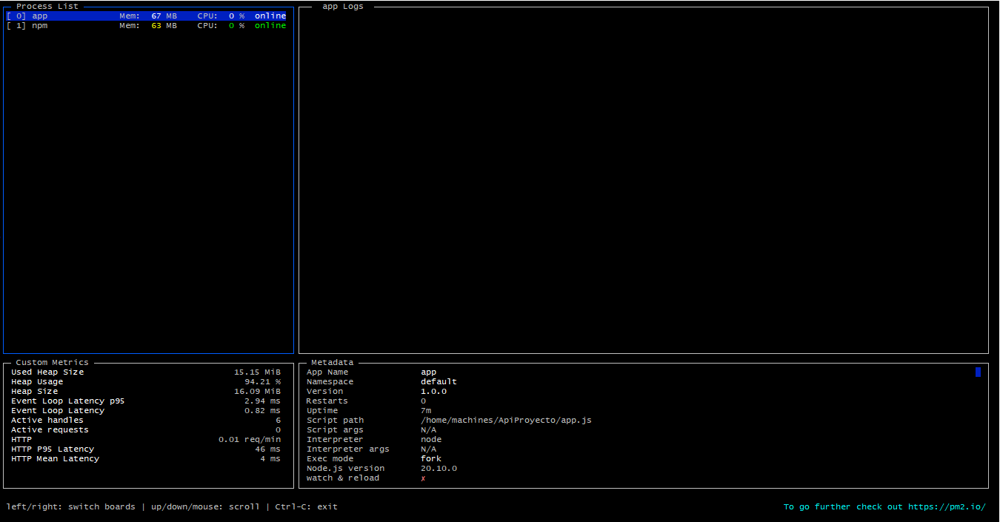 Process List
[ 0] app Mem: 67 MB CPU: 0 % online
[ 1] npm Mem: 63 MB CPU: 0 % online
app Logs
Custom Metrics
Used Heap Size 15.15 MiB
Heap Usage 94.21 %
Heap Size 16.09 MiB
Event Loop Latency p95 2.94 ms
Event Loop Latency 0.82 ms
Active handles 6
Active requests 0
HTTP 0.01 req/min
HTTP P95 Latency 46 ms
HTTP Mean Latency 4 ms
Metadata
App Name app
Namespace default
Version 1.0.0
Restarts 0
Uptime 7m
Script path /home/machines/ApiProyecto/app.js
Script args N/A
Interpreter node
Interpreter args N/A
Exec mode fork
Node.js version 20.10.0
watch & reload ✗
left/right: switch boards | up/down/mouse: scroll | Ctrl-C: exit
To go further check out https://pm2.io/